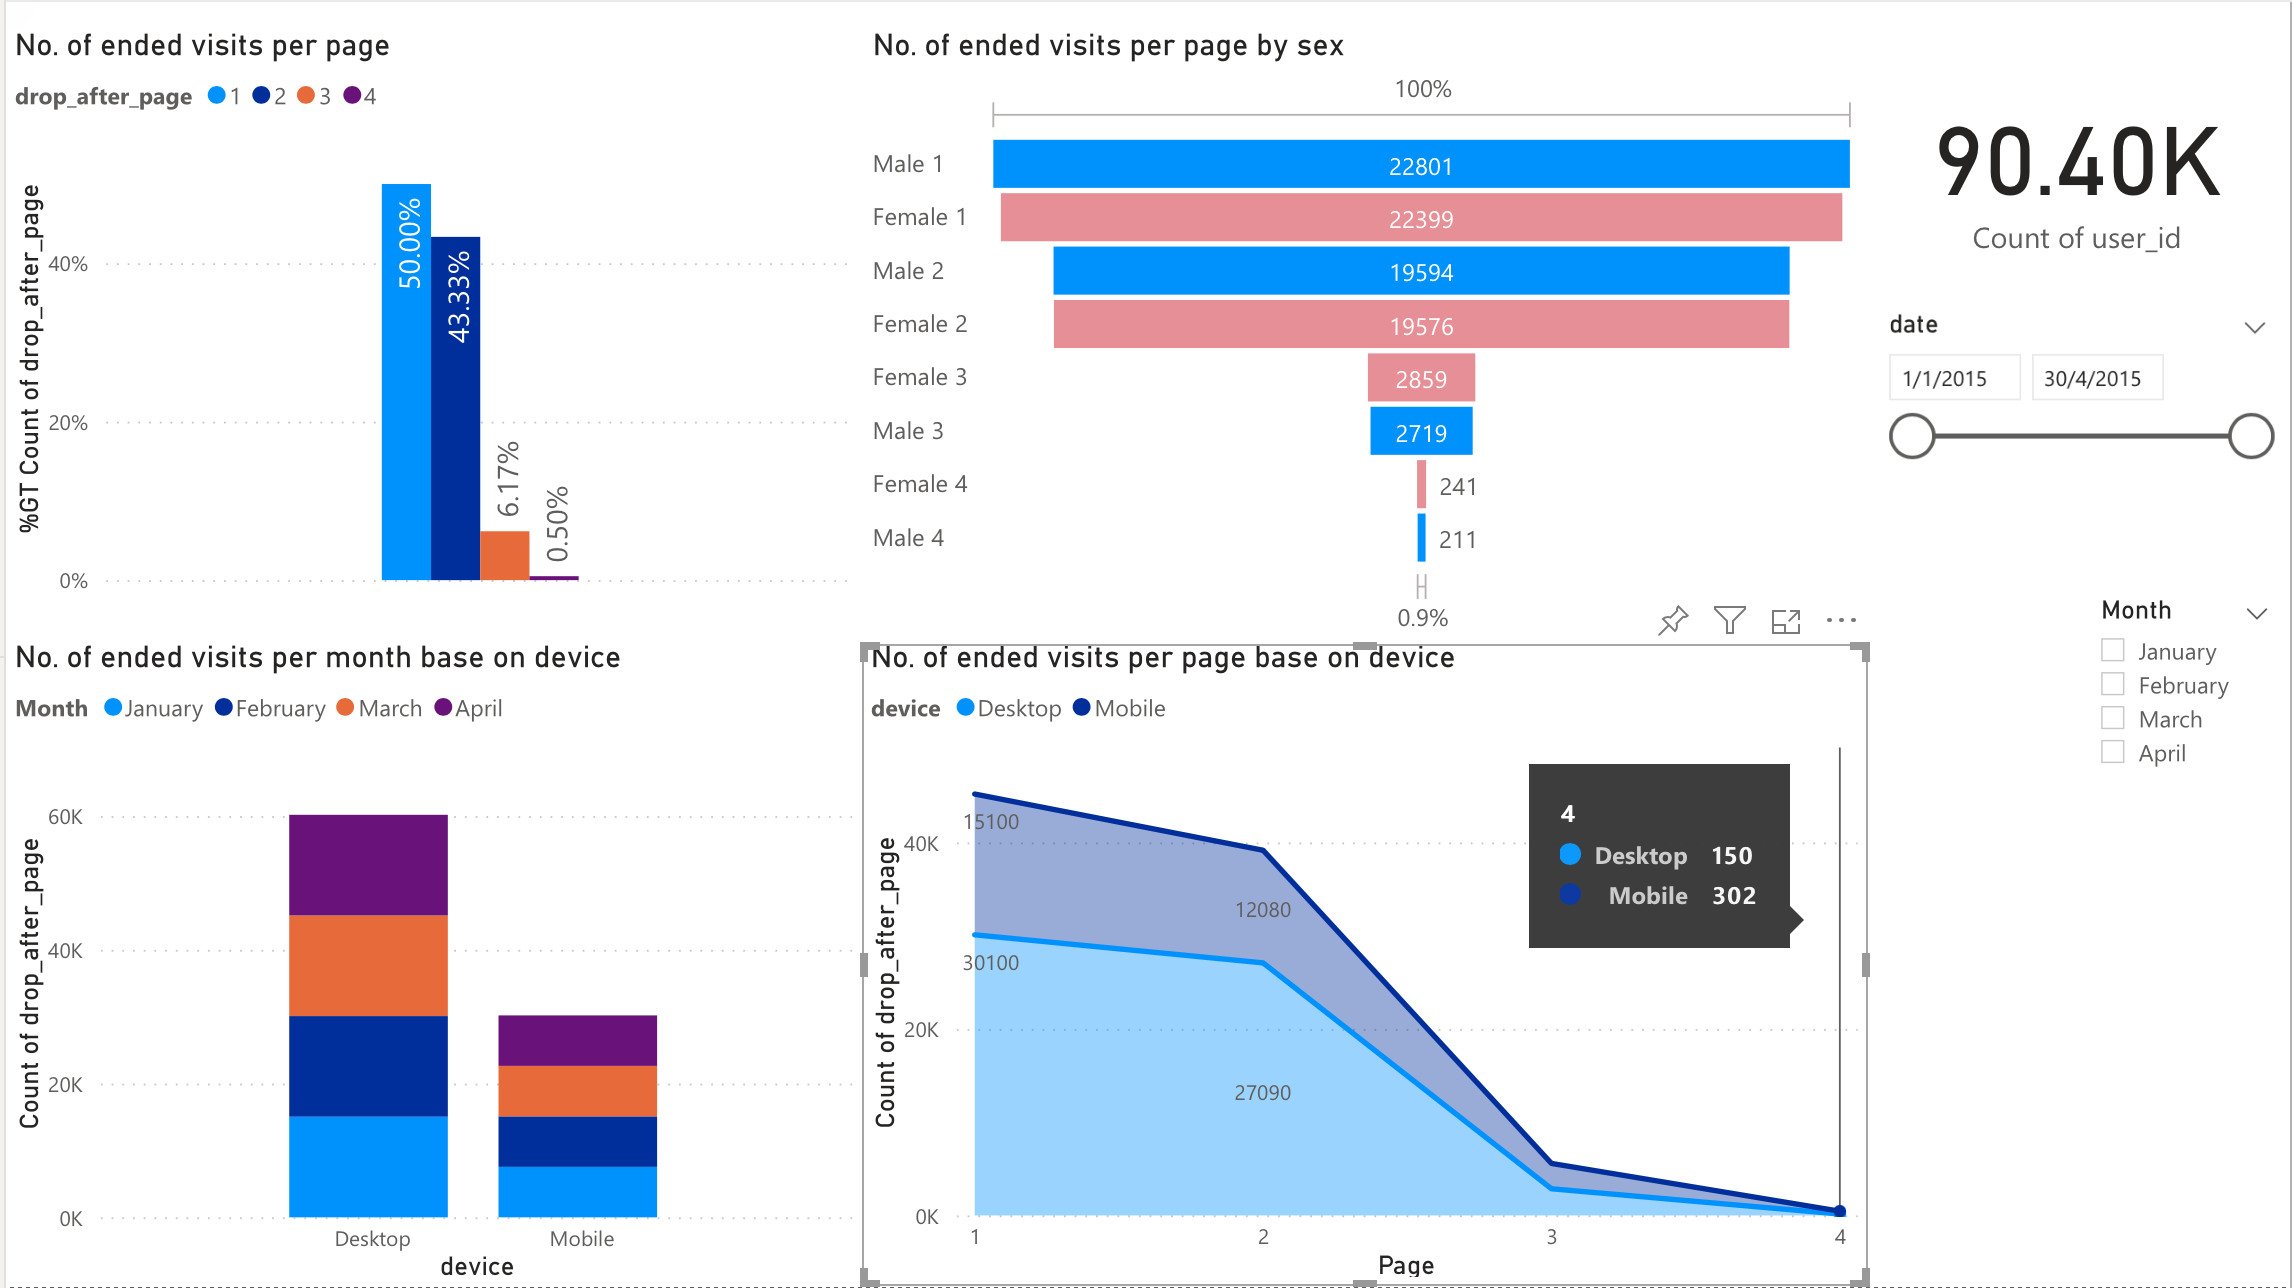 No. of ended visits per page
drop_after_page 1 2 3 4
%GT Count of drop_after_page
40%
20%
0%
50.00%
43.33%
6.17%
0.50%
No. of ended visits per page by sex
100%
Male 1 22801
Female 1 22399
Male 2 19594
Female 2 19576
Female 3 2859
Male 3 2719
Female 4 241
Male 4 211
0.9%
90.40K
Count of user_id
date
1/1/2015 30/4/2015
Month
January
February
March
April
No. of ended visits per month base on device
Month January February March April
Count of drop_after_page
60K
40K
20K
0K
Desktop Mobile
device
No. of ended visits per page base on device
device Desktop Mobile
Count of drop_after_page
40K
20K
0K
15100
30100
12080
27090
4
Desktop 150
Mobile 302
1 2 3 4
Page